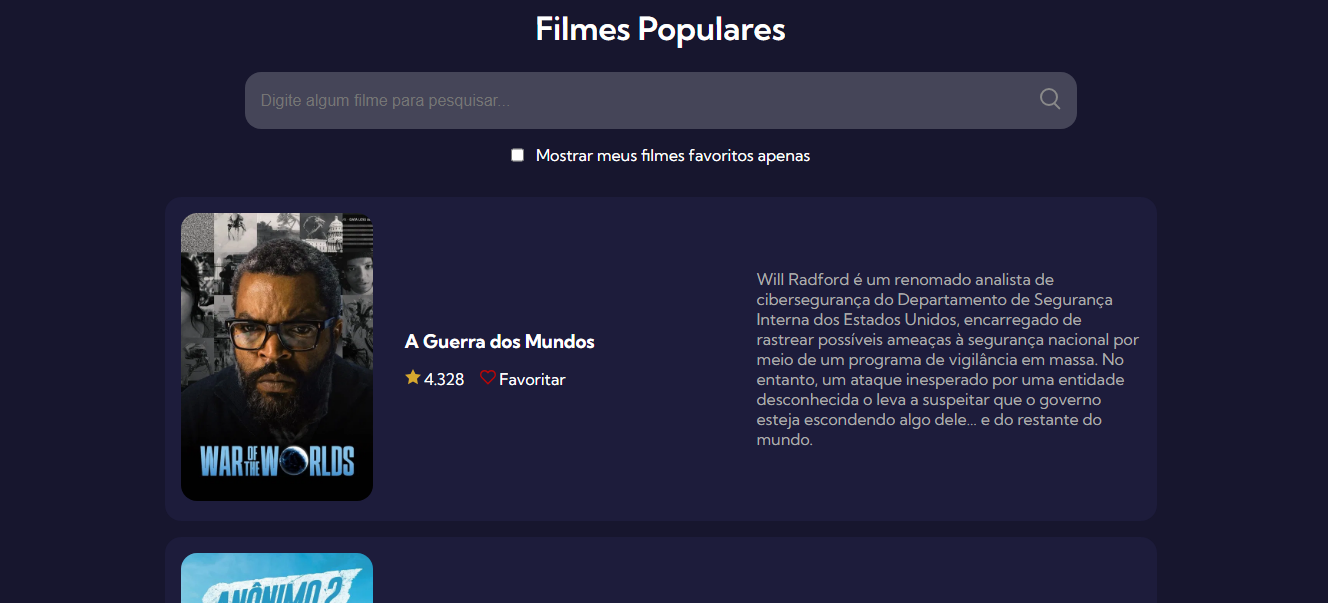 Filmes Populares
Digite algum filme para pesquisar...
Mostrar meus filmes favoritos apenas
WAR OF THE WORLDS
A Guerra dos Mundos
4.328 Favoritar
Will Radford é um renomado analista de
cibersegurança do Departamento de Segurança
Interna dos Estados Unidos, encarregado de
rastrear possíveis ameaças à segurança nacional por
meio de um programa de vigilância em massa. No
entanto, um ataque inesperado por uma entidade
desconhecida o leva a suspeitar que o governo
esteja escondendo algo dele... e do restante do
mundo.
ANÔNIMO 2